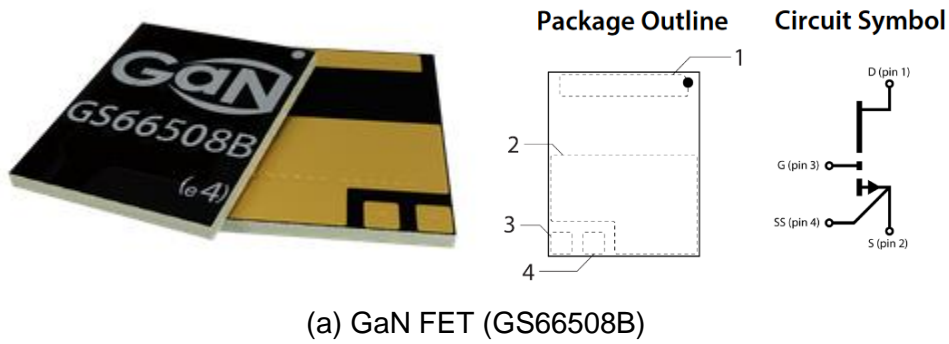 GaN
GS66508B
(e4)
Package Outline
1
2
3
4
Circuit Symbol
D (pin 1)
G (pin 3)
SS (pin 4)
S (pin 2)
(a) GaN FET (GS66508B)